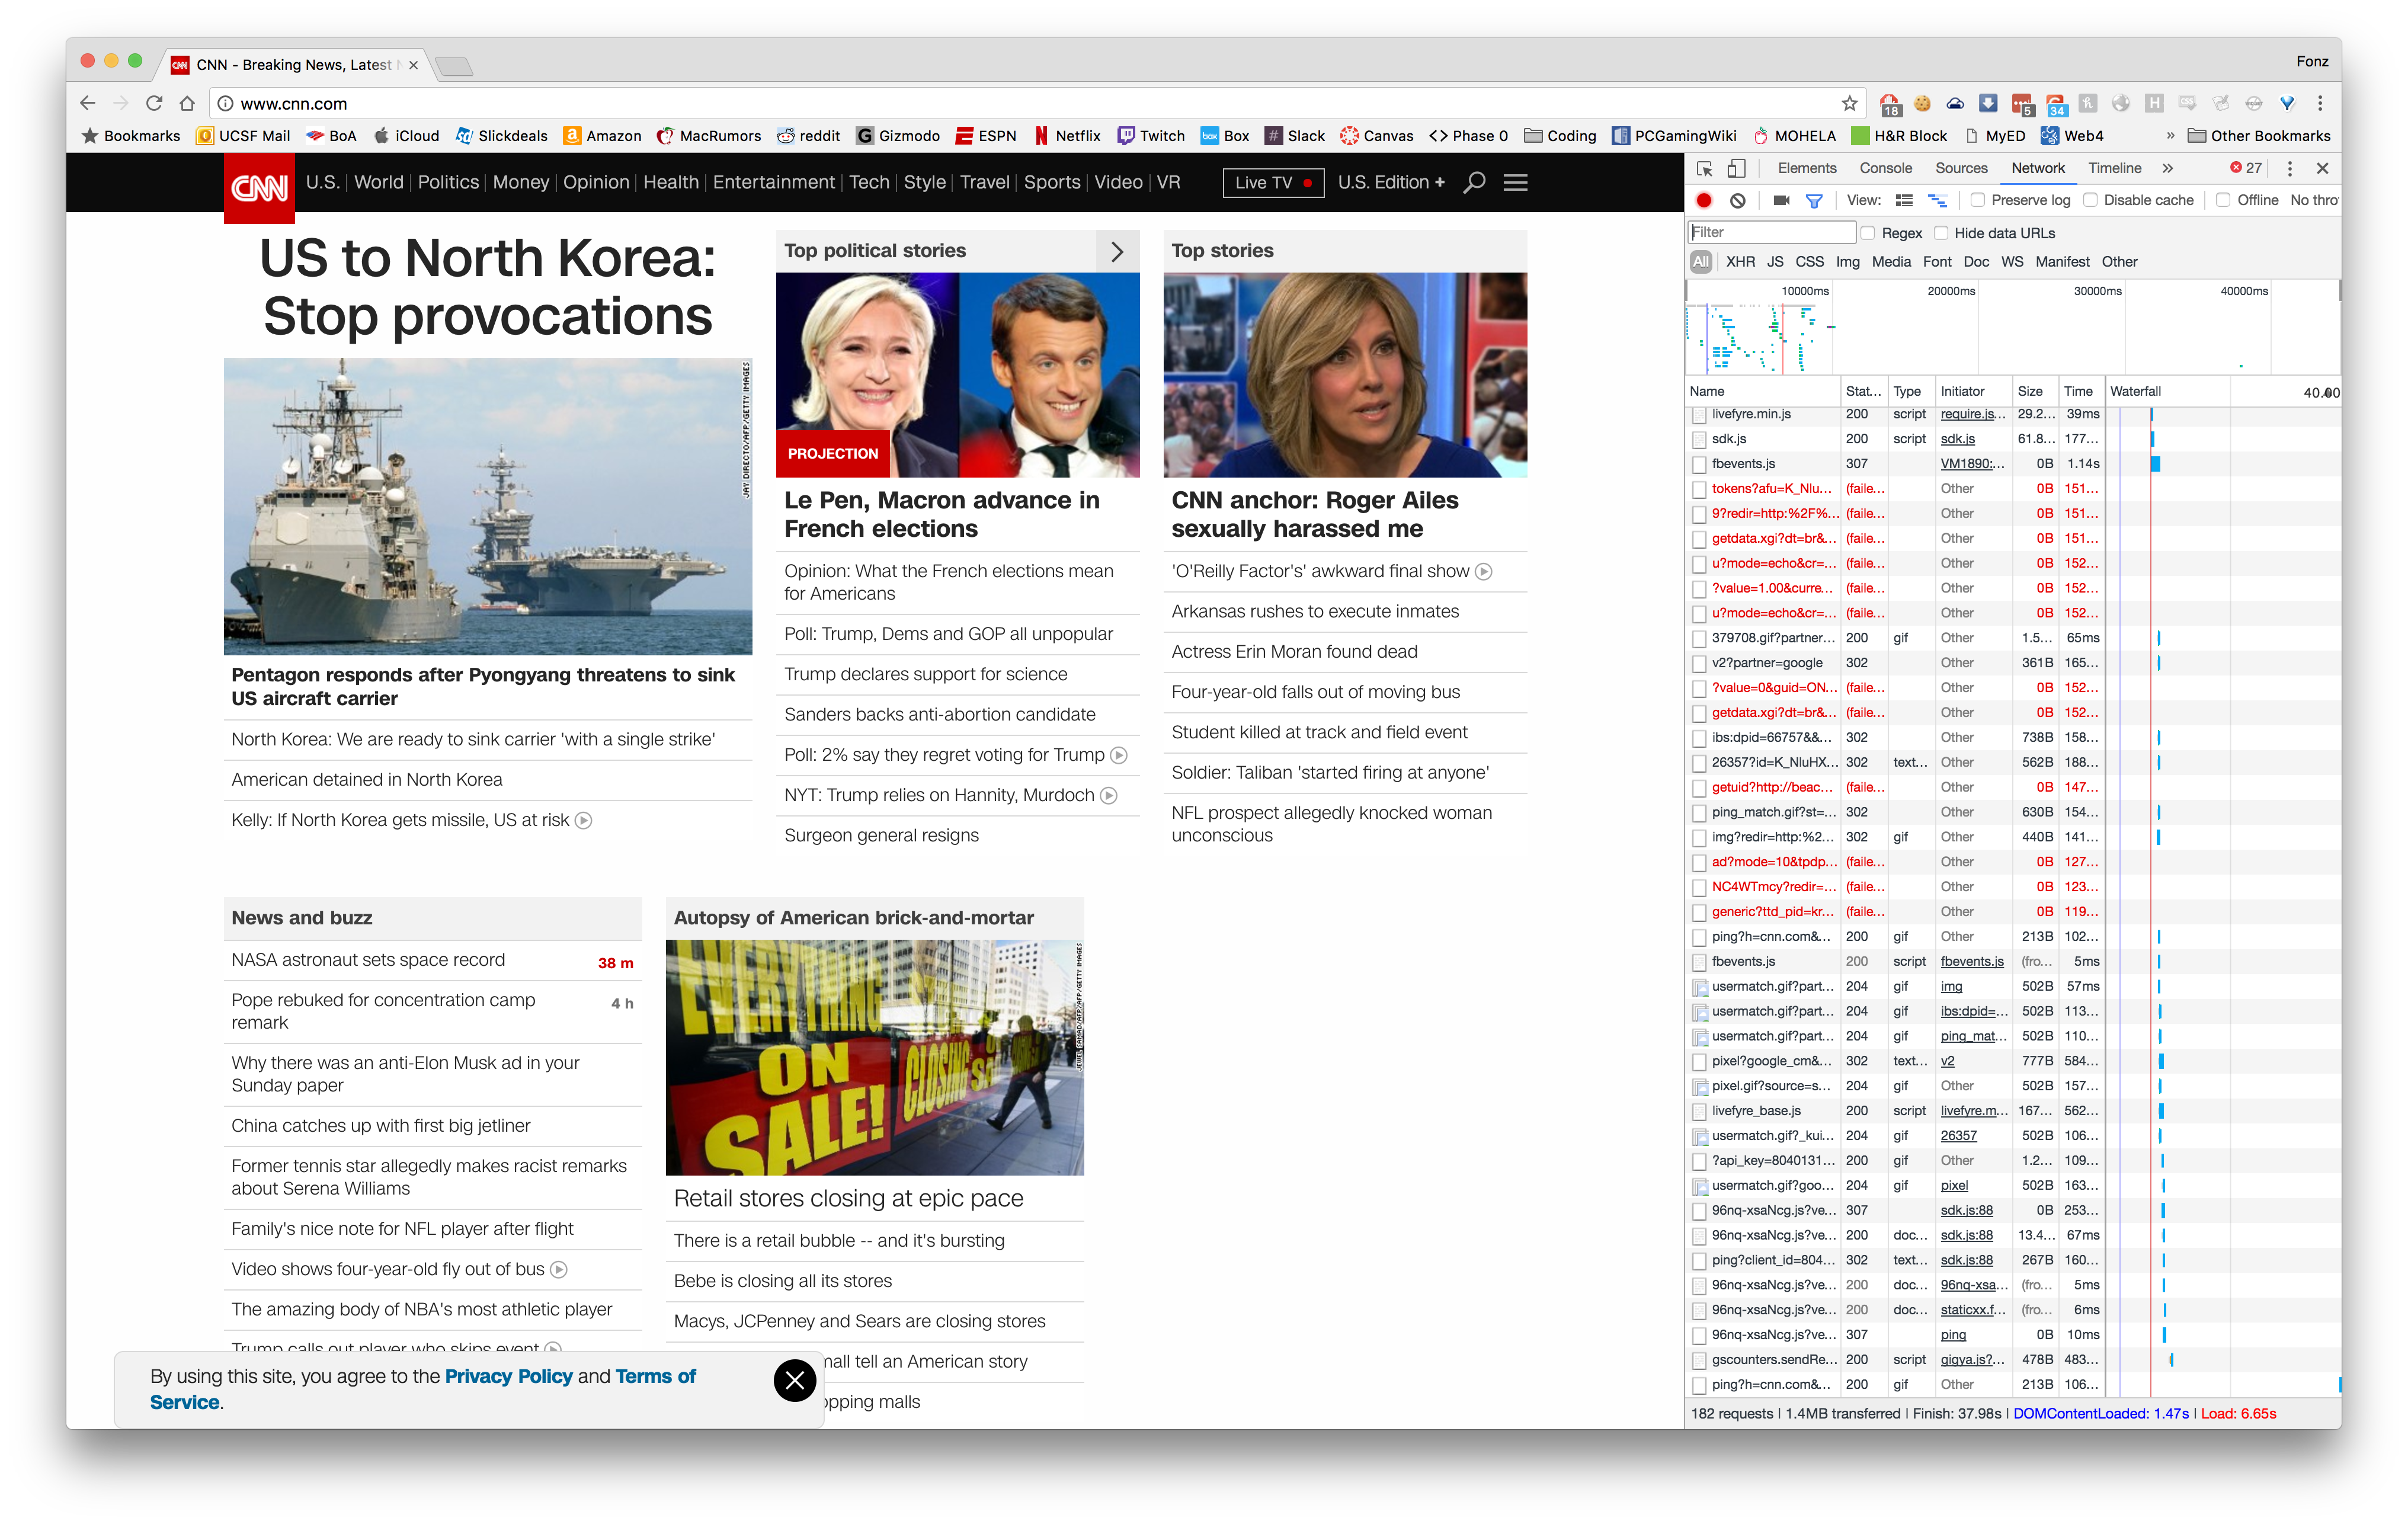 CNN - Breaking News, Latest N
Fonz
www.cnn.com
18
5
34
Bookmarks UCSF Mail BoA iCloud Slickdeals Amazon MacRumors reddit Gizmodo ESPN Netflix Twitch Box Slack Canvas <> Phase 0 Coding PCGamingWiki MOHELA H&R Block MyED Web4 » Other Bookmarks
CNN U.S. World Politics Money Opinion Health Entertainment Tech Style Travel Sports Video VR Live TV U.S. Edition +
US to North Korea:
Stop provocations
JAY DIRECTO/AFP/GETTY IMAGES
Pentagon responds after Pyongyang threatens to sink
US aircraft carrier
North Korea: We are ready to sink carrier 'with a single strike'
American detained in North Korea
Kelly: If North Korea gets missile, US at risk
Top political stories
PROJECTION
Le Pen, Macron advance in
French elections
Opinion: What the French elections mean
for Americans
Poll: Trump, Dems and GOP all unpopular
Trump declares support for science
Sanders backs anti-abortion candidate
Poll: 2% say they regret voting for Trump
NYT: Trump relies on Hannity, Murdoch
Surgeon general resigns
Top stories
CNN anchor: Roger Ailes
sexually harassed me
'O'Reilly Factor's' awkward final show
Arkansas rushes to execute inmates
Actress Erin Moran found dead
Four-year-old falls out of moving bus
Student killed at track and field event
Soldier: Taliban 'started firing at anyone'
NFL prospect allegedly knocked woman
unconscious
News and buzz
NASA astronaut sets space record 38 m
Pope rebuked for concentration camp 4 h
remark
Why there was an anti-Elon Musk ad in your
Sunday paper
China catches up with first big jetliner
Former tennis star allegedly makes racist remarks
about Serena Williams
Family's nice note for NFL player after flight
Video shows four-year-old fly out of bus
The amazing body of NBA's most athletic player
Trump calls out player who skips event
Autopsy of American brick-and-mortar
EVERYTHING
ON
SALE!
CLOSING
Retail stores closing at epic pace
There is a retail bubble -- and it's bursting
Bebe is closing all its stores
Macys, JCPenney and Sears are closing stores
mall tell an American story
opping malls
By using this site, you agree to the Privacy Policy and Terms of
Service.
Elements Console Sources Network Timeline » 27
View: Preserve log Disable cache Offline No thro
Filter Regex Hide data URLs
All XHR JS CSS Img Media Font Doc WS Manifest Other
10000ms 20000ms 30000ms 40000ms
Name Stat... Type Initiator Size Time Waterfall
livefyre.min.js 200 script require.js... 29.2... 39ms
sdk.js 200 script sdk.js 61.8... 177...
fbevents.js 307 VM1890:... 0B 1.14s
tokens?afu=K_Nlu... (faile... Other 0B 151...
9?redir=http:%2F%... (faile... Other 0B 151...
getdata.xgi?dt=br&... (faile... Other 0B 151...
u?mode=echo&cr=... (faile... Other 0B 152...
?value=1.00&curre... (faile... Other 0B 152...
u?mode=echo&cr=... (faile... Other 0B 152...
379708.gif?partner... 200 gif Other 1.5... 65ms
v2?partner=google 302 Other 361B 165...
?value=0&guid=ON... (faile... Other 0B 152...
getdata.xgi?dt=br&... (faile... Other 0B 152...
ibs:dpid=66757&&... 302 Other 738B 158...
26357?id=K_NluHX... 302 text... Other 562B 188...
getuid?http://beac... (faile... Other 0B 147...
ping_match.gif?st=... 302 Other 630B 154...
img?redir=http:%2... 302 gif Other 440B 141...
ad?mode=10&tpdp... (faile... Other 0B 127...
NC4WTmcy?redir=... (faile... Other 0B 123...
generic?ttd_pid=kr... (faile... Other 0B 119...
ping?h=cnn.com&... 200 gif Other 213B 102...
fbevents.js 200 script fbevents.js (fro... 5ms
usermatch.gif?part... 204 gif img 502B 57ms
usermatch.gif?part... 204 gif ibs:dpid=... 502B 113...
usermatch.gif?part... 204 gif ping_mat... 502B 110...
pixel?google_cm&... 302 text... v2 777B 584...
pixel.gif?source=s... 204 gif Other 502B 157...
livefyre_base.js 200 script livefyre.m... 167... 562...
usermatch.gif?_kui... 204 gif 26357 502B 106...
?api_key=8040131... 200 gif Other 1.2... 109...
usermatch.gif?goo... 204 gif pixel 502B 163...
96nq-xsaNcg.js?ve... 307 sdk.js:88 0B 253...
96nq-xsaNcg.js?ve... 200 doc... sdk.js:88 13.4... 67ms
ping?client_id=804... 302 text... sdk.js:88 267B 160...
96nq-xsaNcg.js?ve... 200 doc... 96nq-xsa... (fro... 5ms
96nq-xsaNcg.js?ve... 200 doc... staticxx.f... (fro... 6ms
96nq-xsaNcg.js?ve... 307 ping 0B 10ms
gscounters.sendRe... 200 script gigya.js?... 478B 483...
ping?h=cnn.com&... 200 gif Other 213B 106...
182 requests | 1.4MB transferred | Finish: 37.98s | DOMContentLoaded: 1.47s | Load: 6.65s